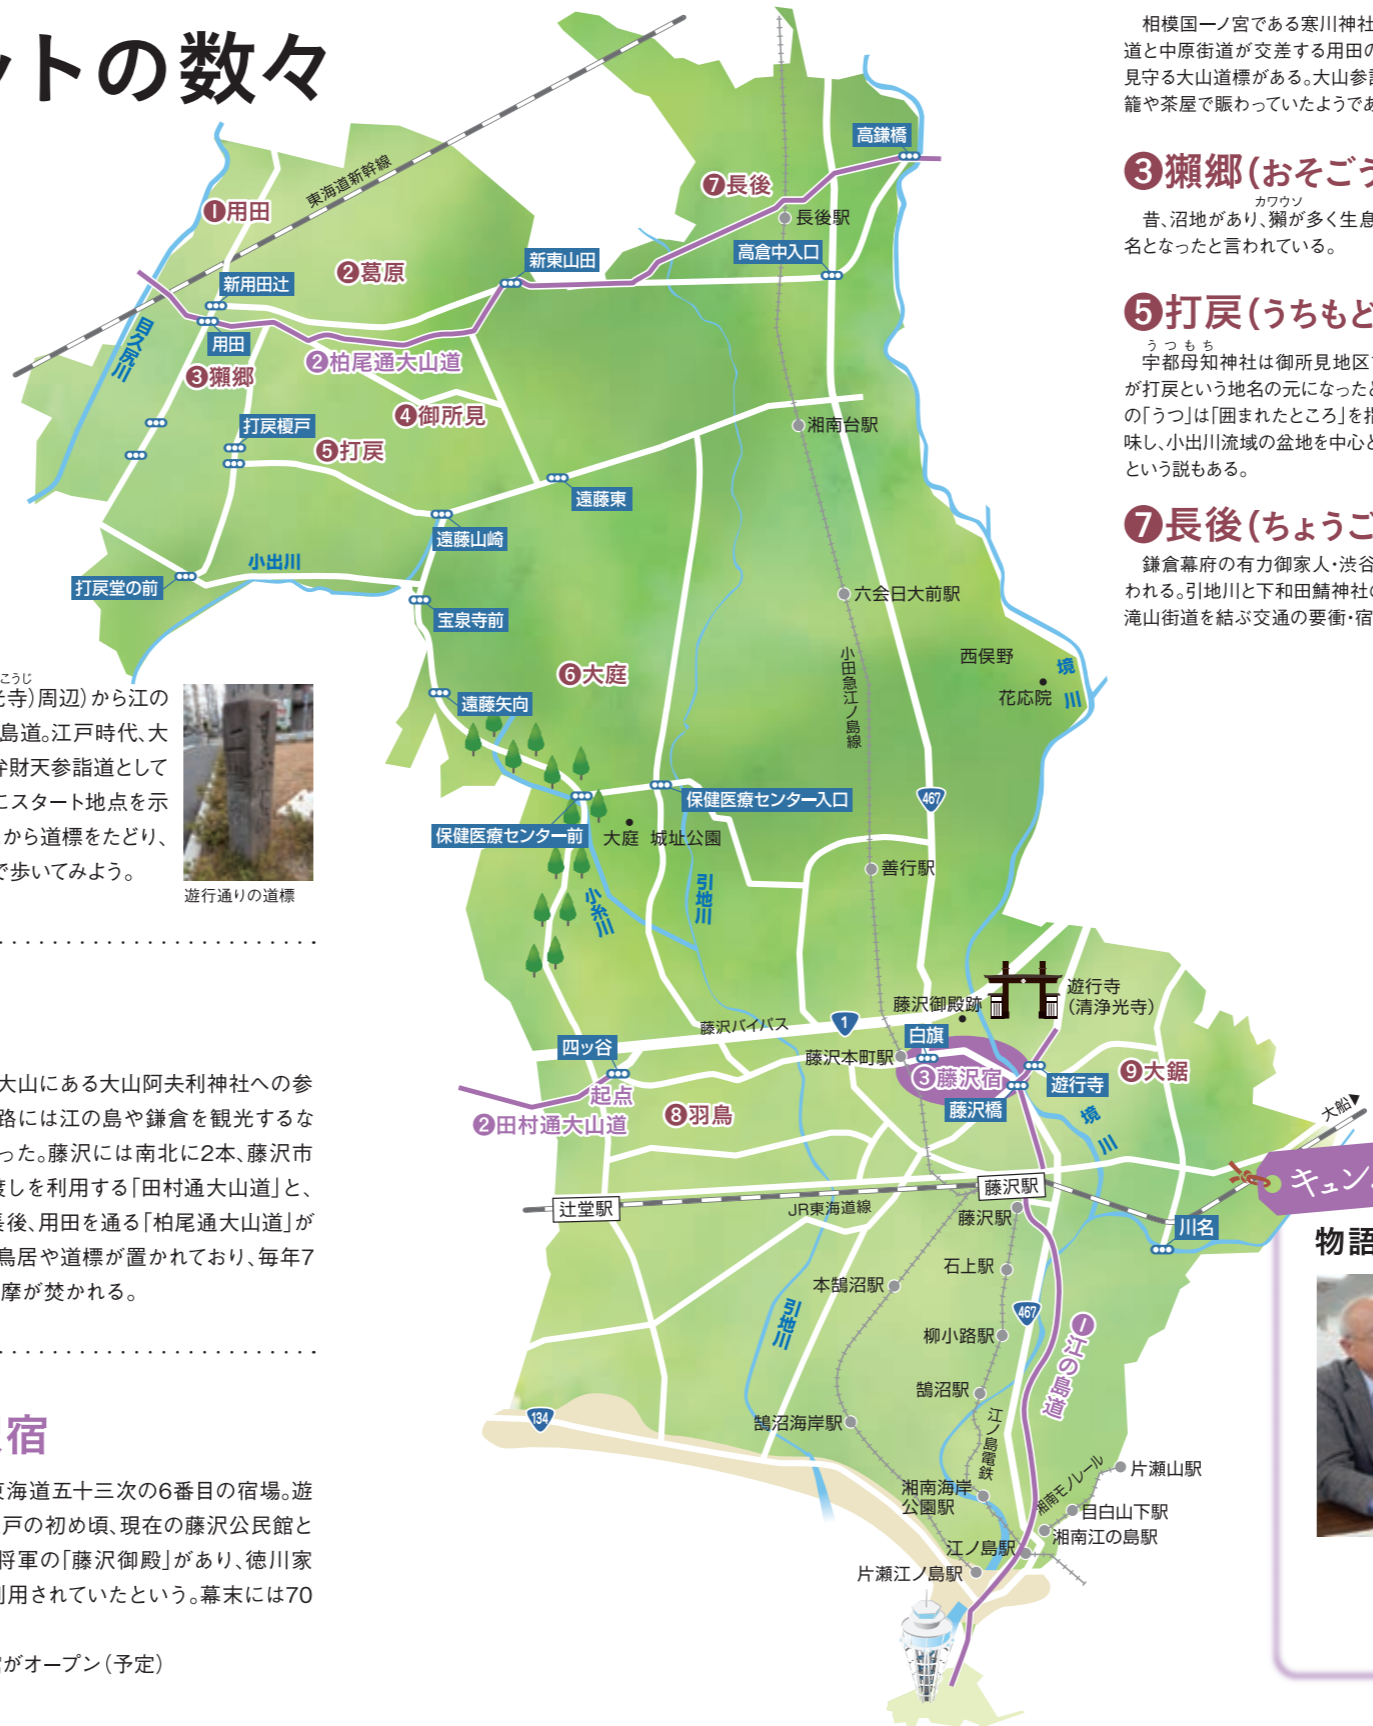 ットの数々
相模国一ノ宮である寒川神社
道と中原街道が交差する用田の
見守る大山道標がある。大山参詣
籠や茶屋で賑わっていたようであ
❸獺郷(おそごう
カワウソ
昔、沼地があり、獺が多く生息
名となったと言われている。
❺打戻(うちもど
うつもち
宇都母知神社は御所見地区
が打戻という地名の元になったと
の「うつ」は「囲まれたところ」を指
味し、小出川流域の盆地を中心と
という説もある。
❼長後(ちょうご
鎌倉幕府の有力御家人・渋谷
われる。引地川と下和田鯖神社の
滝山街道を結ぶ交通の要衝・宿
高鎌橋
東海道新幹線
❼長後
❶用田
長後駅
高倉中入口
新東山田
❷葛原
新用田辻
目久尻川
用田
②柏尾通大山道
❸獺郷
❹御所見
打戻榎戸
湘南台駅
❺打戻
遠藤東
遠藤山崎
小出川
打戻堂の前
六会日大前駅
宝泉寺前
小田急江ノ島線
西俣野
境川
花応院
❻大庭
遠藤矢向
467
保健医療センター入口
保健医療センター前
大庭 城址公園
善行駅
引地川
小糸川
遊行寺
(清浄光寺)
藤沢御殿跡
藤沢バイパス
1
白旗
四ッ谷
藤沢本町駅
③藤沢宿
遊行寺
❾大鋸
起点
藤沢橋
②田村通大山道
❽羽鳥
境川
大船▶
藤沢駅
辻堂駅
JR東海道線
藤沢駅
川名
石上駅
本鵠沼駅
引地川
467
①江の島道
柳小路駅
鵠沼駅
134
鵠沼海岸駅
江ノ島電鉄
片瀬山駅
湘南モノレール
湘南海岸
公園駅
目白山下駅
湘南江の島駅
江ノ島駅
片瀬江ノ島駅
こうじ
光寺)周辺)から江の
島道。江戸時代、大
弁財天参詣道として
にスタート地点を示
から道標をたどり、
で歩いてみよう。
遊行通りの道標
大山にある大山阿夫利神社への参
路には江の島や鎌倉を観光するな
った。藤沢には南北に2本、藤沢市
渡しを利用する「田村通大山道」と、
長後、用田を通る「柏尾通大山道」が
鳥居や道標が置かれており、毎年7
摩が焚かれる。
宿
東海道五十三次の6番目の宿場。遊
江戸の初め頃、現在の藤沢公民館と
将軍の「藤沢御殿」があり、徳川家
利用されていたという。幕末には70
がオープン(予定)
キュン
物語